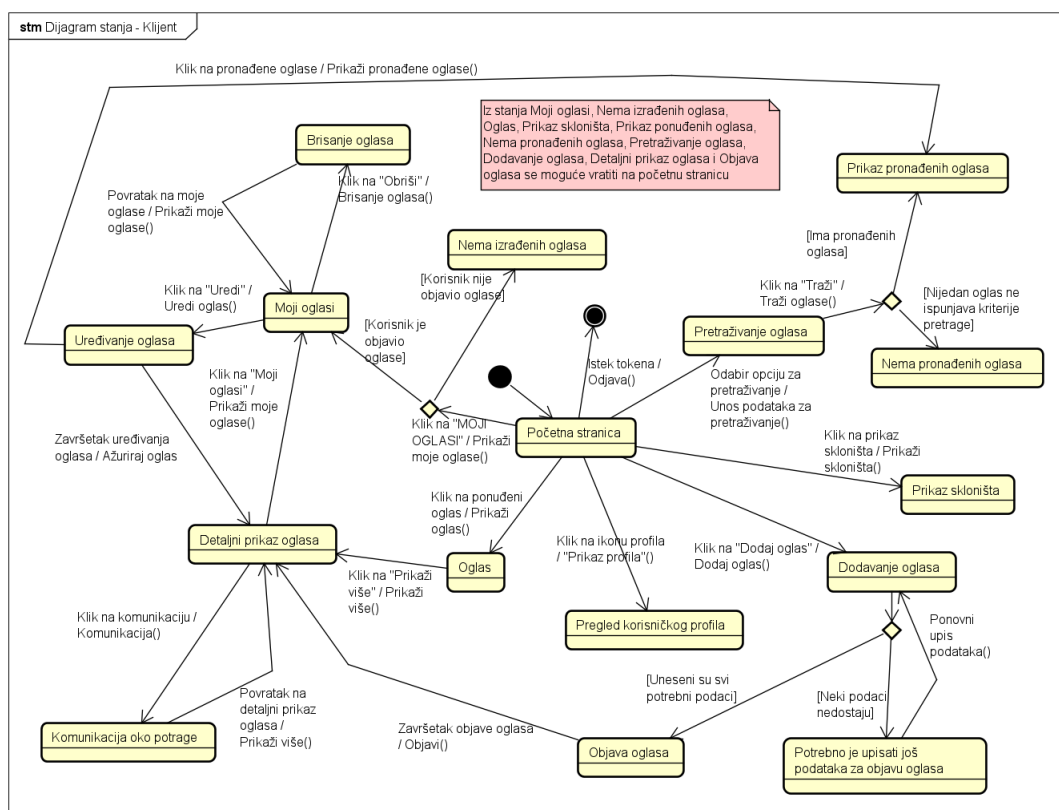 stm Dijagram stanja - Klijent
Klik na pronađene oglase / Prikaži pronađene oglase()
Iz stanja Moji oglasi, Nema izrađenih oglasa,
Oglas, Prikaz skloništa, Prikaz ponuđenih oglasa,
Nema pronađenih oglasa, Pretraživanje oglasa,
Dodavanje oglasa, Detaljni prikaz oglasa i Objava
oglasa se moguće vratiti na početnu stranicu
Brisanje oglasa
Prikaz pronađenih oglasa
Klik na "Obriši" /
Brisanje oglasa()
Povratak na moje
oglase / Prikaži moje
oglase()
Nema izrađenih oglasa
[Ima pronađenih
oglasa]
[Korisnik nije
objavio oglase]
Klik na "Uredi" /
Uredi oglas()
Moji oglasi
Klik na "Traži" /
Traži oglase()
[Nijedan oglas ne
ispunjava kriterije
pretrage]
Uređivanje oglasa
[Korisnik je
objavio
oglase]
Pretraživanje oglasa
Nema pronađenih oglasa
Istek tokena /
Odjava()
Odabir opciju za
pretraživanje /
Unos podataka za
pretraživanje()
Klik na "Moji
oglasi" /
Prikaži moje
oglase()
Klik na "MOJI
OGLASI" / Prikaži
moje oglase()
Početna stranica
Završetak uređivanja
oglasa / Ažuriraj oglas
Klik na prikaz
skloništa / Prikaži
skloništa()
Prikaz skloništa
Klik na ponuđeni
oglas / Prikaži
oglas()
Detaljni prikaz oglasa
Klik na ikonu profila
/ "Prikaz profila"()
Klik na "Dodaj oglas" /
Dodaj oglas()
Oglas
Dodavanje oglasa
Klik na "Prikaži
više" / Prikaži
više()
Klik na komunikaciju /
Komunikacija()
Pregled korisničkog profila
Ponovni
upis
podataka()
Povratak na
detaljni prikaz
oglasa /
Prikaži više()
[Uneseni su svi
potrebni podaci]
[Neki podaci
nedostaju]
Komunikacija oko potrage
Završetak objave oglasa
/ Objavi()
Objava oglasa
Potrebno je upisati još
podataka za objavu oglasa